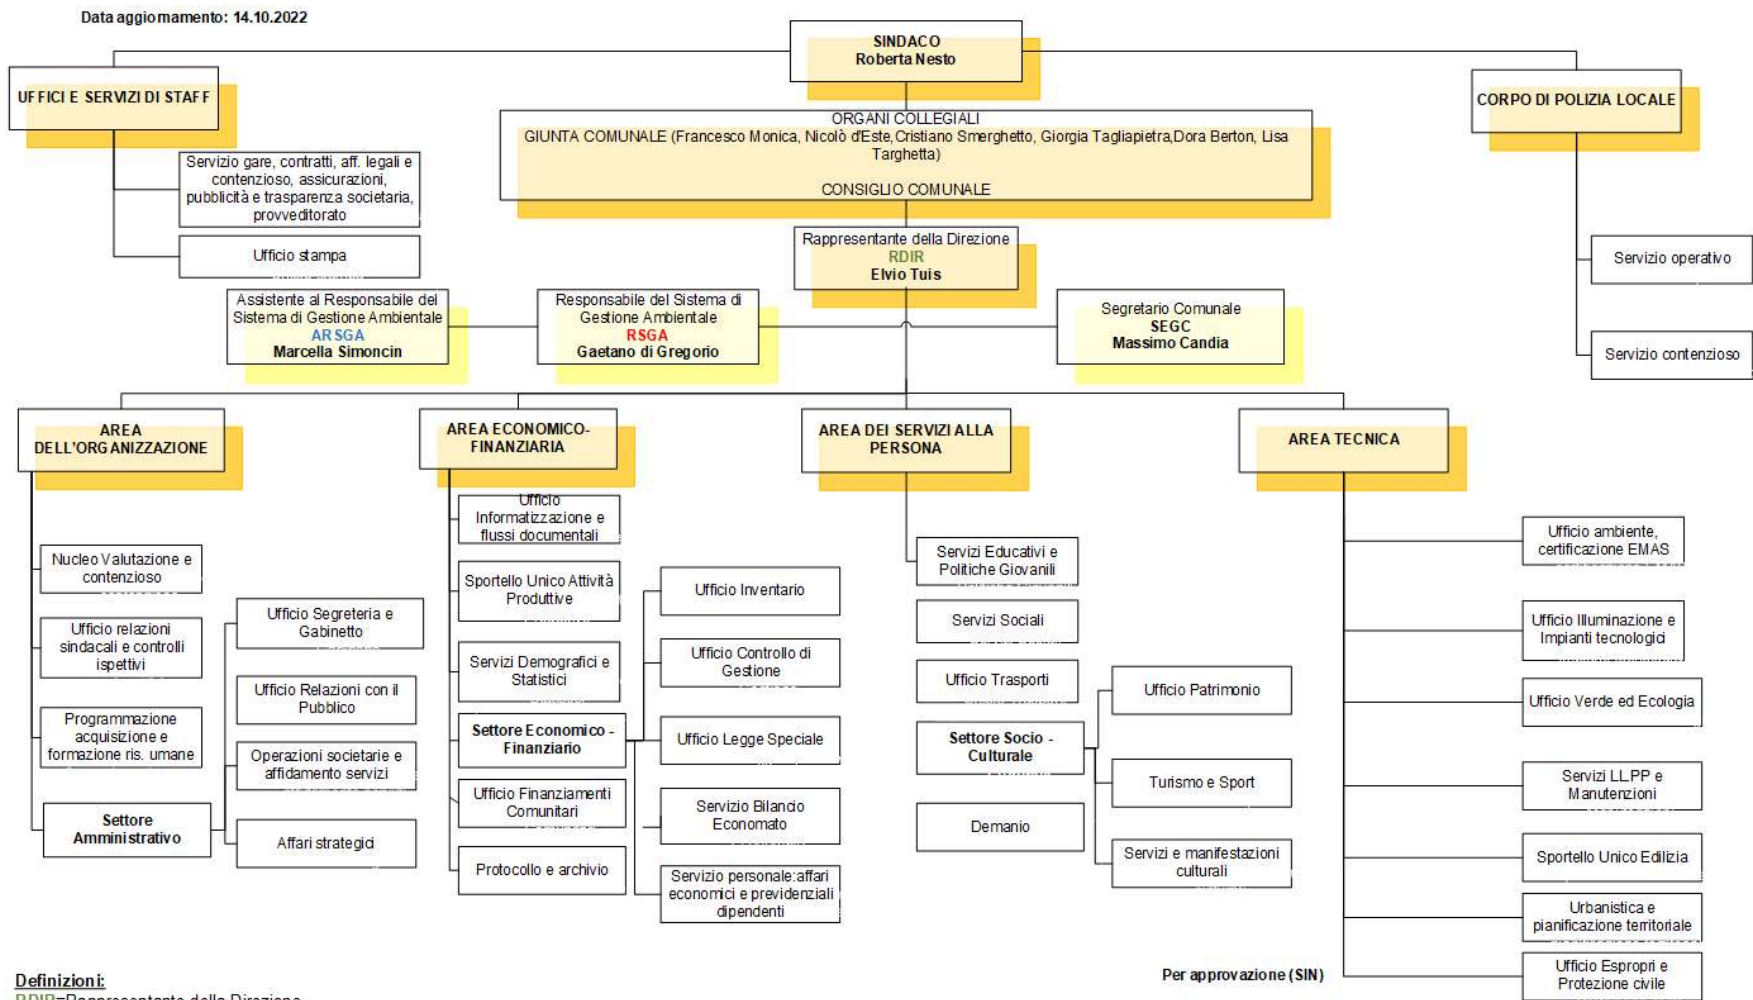 Data aggiornamento: 14.10.2022
SINDACO
Roberta Nesto
UFFICI E SERVIZI DI STAFF
CORPO DI POLIZIA LOCALE
ORGANI COLLEGIALI
GIUNTA COMUNALE (Francesco Monica, Nicolò d'Este,Cristiano Smerghetto, Giorgia Tagliapietra,Dora Berton, Lisa
Targhetta)
CONSIGLIO COMUNALE
Servizio gare, contratti, aff. legali e
contenzioso, assicurazioni,
pubblicità e trasparenza societaria,
provveditorato
Ufficio stampa
Rappresentante della Direzione
RDIR
Elvio Tuis
Servizio operativo
Servizio contenzioso
Assistente al Responsabile del
Sistema di Gestione Ambientale
ARSGA
Marcella Simoncin
Responsabile del Sistema di
Gestione Ambientale
RSGA
Gaetano di Gregorio
Segretario Comunale
SEGC
Massimo Candia
AREA
DELL'ORGANIZZAZIONE
AREA ECONOMICO-
FINANZIARIA
AREA DEI SERVIZI ALLA
PERSONA
AREA TECNICA
Nucleo Valutazione e
contenzioso
Ufficio relazioni
sindacali e controlli
ispettivi
Programmazione
acquisizione e
formazione ris. umane
Settore
Amministrativo
Ufficio Segreteria e
Gabinetto
Ufficio Relazioni con il
Pubblico
Operazioni societarie e
affidamento servizi
Affari strategici
Ufficio
Informatizzazione e
flussi documentali
Sportello Unico Attività
Produttive
Servizi Demografici e
Statistici
Settore Economico -
Finanziario
Ufficio Finanziamenti
Comunitari
Protocollo e archivio
Ufficio Inventario
Ufficio Controllo di
Gestione
Ufficio Legge Speciale
Servizio Bilancio
Economato
Servizio personale:affari
economici e previdenziali
dipendenti
Servizi Educativi e
Politiche Giovanili
Servizi Sociali
Ufficio Trasporti
Settore Socio -
Culturale
Demanio
Ufficio Patrimonio
Turismo e Sport
Servizi e manifestazioni
culturali
Ufficio ambiente,
certificazione EMAS
Ufficio Illuminazione e
Impianti tecnologici
Ufficio Verde ed Ecologia
Servizi LLPP e
Manutenzioni
Sportello Unico Edilizia
Urbanistica e
pianificazione territoriale
Ufficio Espropri e
Protezione civile
Per approvazione (SIN)
Definizioni:
RDIR=Rappresentante della Direzione